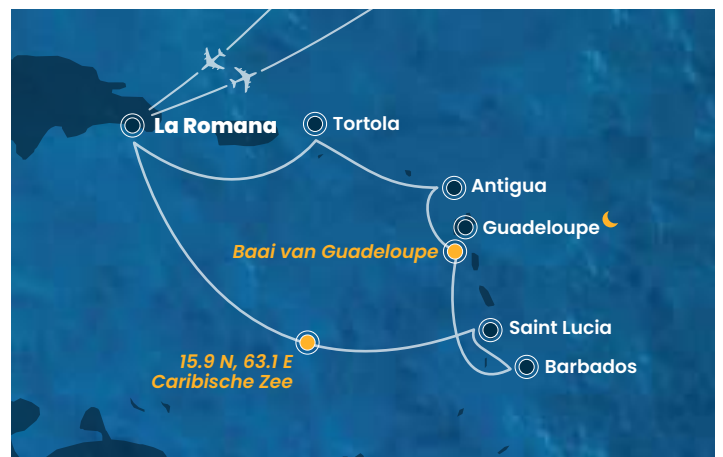 La Romana
Tortola
Antigua
Guadeloupe
Baai van Guadeloupe
Saint Lucia
15.9 N, 63.1 E
Caribische Zee
Barbados